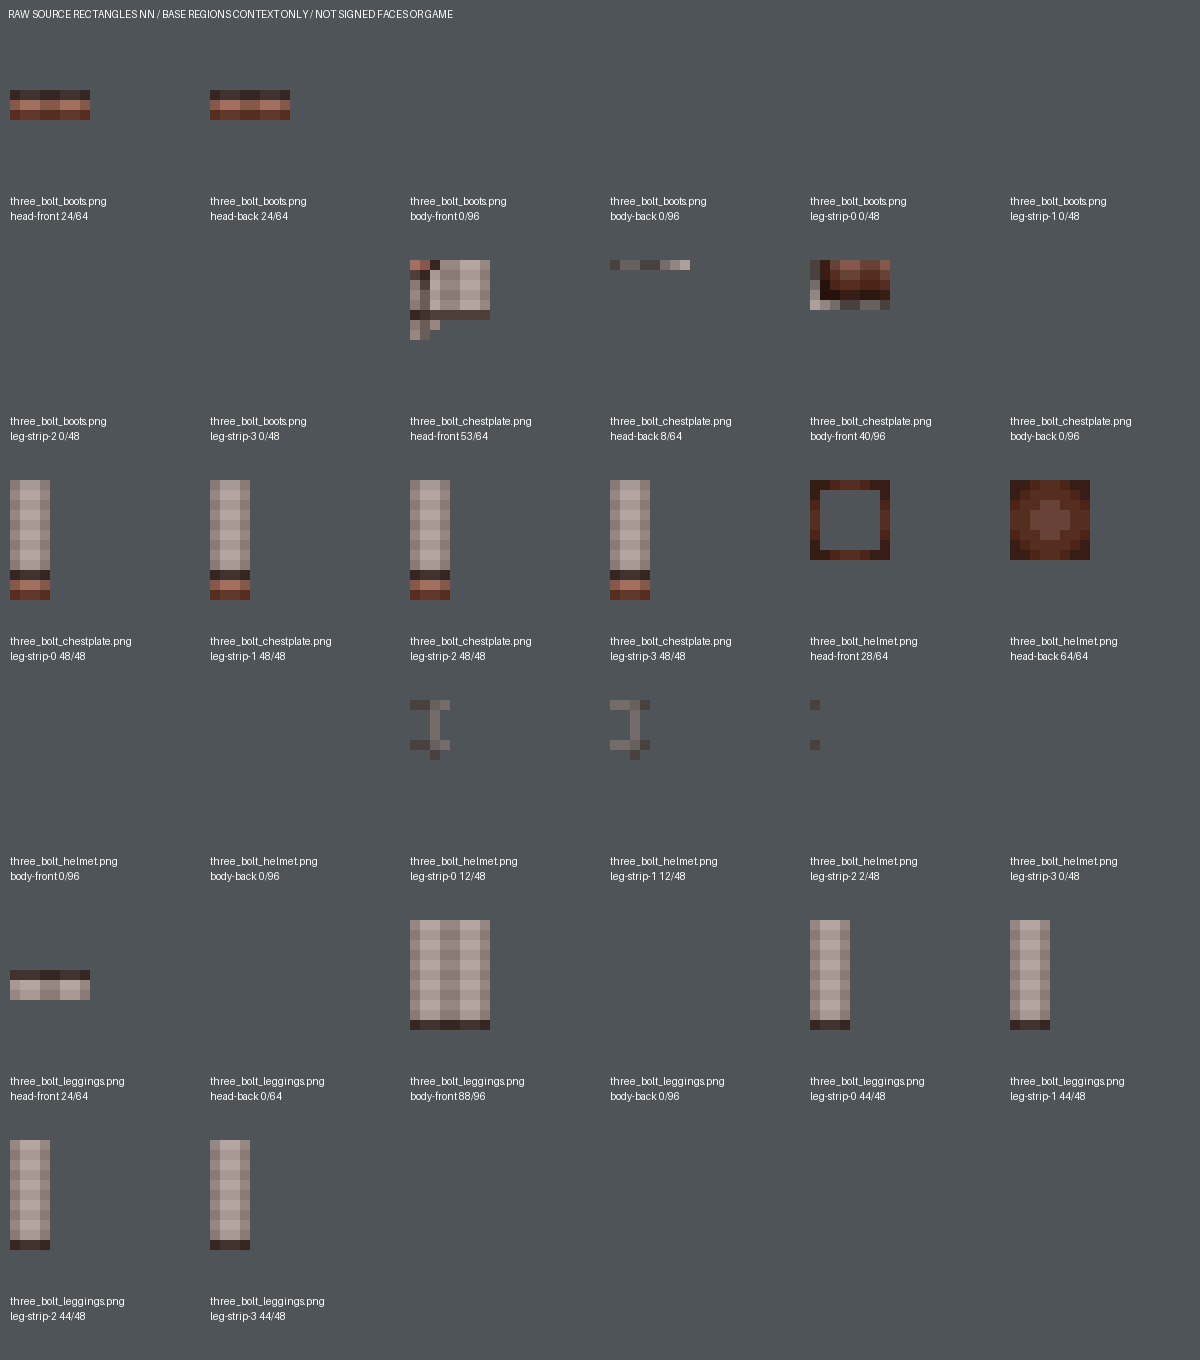 RAW SOURCE RECTANGLES NN / BASE REGIONS CONTEXT ONLY / NOT SIGNED FACES OR GAME
three_bolt_boots.png
head-front 24/64
three_bolt_boots.png
head-back 24/64
three_bolt_boots.png
body-front 0/96
three_bolt_boots.png
body-back 0/96
three_bolt_boots.png
leg-strip-0 0/48
three_bolt_boots.png
leg-strip-1 0/48
three_bolt_boots.png
leg-strip-2 0/48
three_bolt_boots.png
leg-strip-3 0/48
three_bolt_chestplate.png
head-front 53/64
three_bolt_chestplate.png
head-back 8/64
three_bolt_chestplate.png
body-front 40/96
three_bolt_chestplate.png
body-back 0/96
three_bolt_chestplate.png
leg-strip-0 48/48
three_bolt_chestplate.png
leg-strip-1 48/48
three_bolt_chestplate.png
leg-strip-2 48/48
three_bolt_chestplate.png
leg-strip-3 48/48
three_bolt_helmet.png
head-front 28/64
three_bolt_helmet.png
head-back 64/64
three_bolt_helmet.png
body-front 0/96
three_bolt_helmet.png
body-back 0/96
three_bolt_helmet.png
leg-strip-0 12/48
three_bolt_helmet.png
leg-strip-1 12/48
three_bolt_helmet.png
leg-strip-2 2/48
three_bolt_helmet.png
leg-strip-3 0/48
three_bolt_leggings.png
head-front 24/64
three_bolt_leggings.png
head-back 0/64
three_bolt_leggings.png
body-front 88/96
three_bolt_leggings.png
body-back 0/96
three_bolt_leggings.png
leg-strip-0 44/48
three_bolt_leggings.png
leg-strip-1 44/48
three_bolt_leggings.png
leg-strip-2 44/48
three_bolt_leggings.png
leg-strip-3 44/48